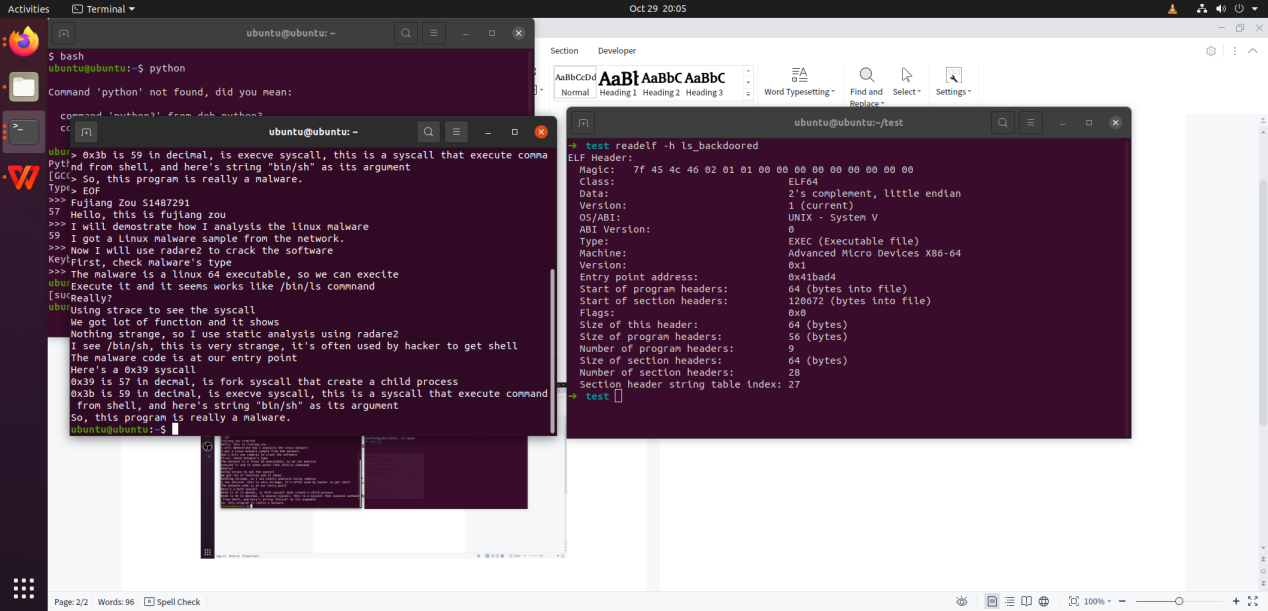 Activities Terminal Oct 29 20:05
ubuntu@ubuntu: ~
$ bash
ubuntu@ubuntu:~$ python
Command 'python' not found, did you mean:
command 'python3' from deb python3
ubuntu@ubuntu: ~
> 0x3b is 59 in decimal, is execve syscall, this is a syscall that execute comma
nd from shell, and here's string "bin/sh" as its argument
> So, this program is really a malware.
> EOF
Fujiang Zou S1487291
Hello, this is fujiang zou
I will demostrate how I analysis the linux malware
I got a Linux malware sample from the network.
Now I will use radare2 to crack the software
First, check malware's type
The malware is a linux 64 executable, so we can execite
Execute it and it seems works like /bin/ls commnand
Really?
Using strace to see the syscall
We got lot of function and it shows
Nothing strange, so I use static analysis using radare2
I see /bin/sh, this is very strange, it's often used by hacker to get shell
The malware code is at our entry point
Here's a 0x39 syscall
0x39 is 57 in decmal, is fork syscall that create a child process
0x3b is 59 in decimal, is execve syscall, this is a syscall that execute command
from shell, and here's string "bin/sh" as its argument
So, this program is really a malware.
ubuntu@ubuntu:~$
Section Developer
AaBbCcDd AaBb AaBbC AaBbC
Normal Heading 1 Heading 2 Heading 3
Word Typesetting Find and Replace Select Settings
ubuntu@ubuntu:~/test
➜ test readelf -h ls_backdoored
ELF Header:
Magic: 7f 45 4c 46 02 01 01 00 00 00 00 00 00 00 00 00
Class: ELF64
Data: 2's complement, little endian
Version: 1 (current)
OS/ABI: UNIX - System V
ABI Version: 0
Type: EXEC (Executable file)
Machine: Advanced Micro Devices X86-64
Version: 0x1
Entry point address: 0x41bad4
Start of program headers: 64 (bytes into file)
Start of section headers: 120672 (bytes into file)
Flags: 0x0
Size of this header: 64 (bytes)
Size of program headers: 56 (bytes)
Number of program headers: 9
Size of section headers: 64 (bytes)
Number of section headers: 28
Section header string table index: 27
➜ test
Page: 2/2 Words: 96 Spell Check 100%